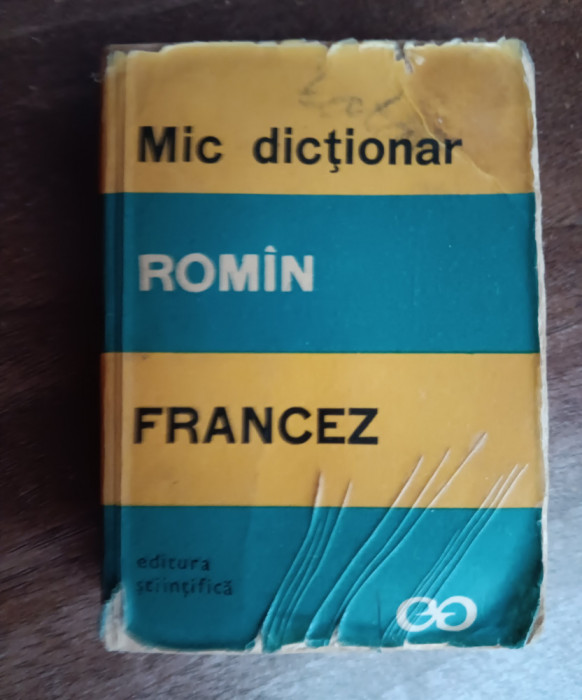 Mic dicţionar
ROMÎN
FRANCEZ
editura
ştiinţifică